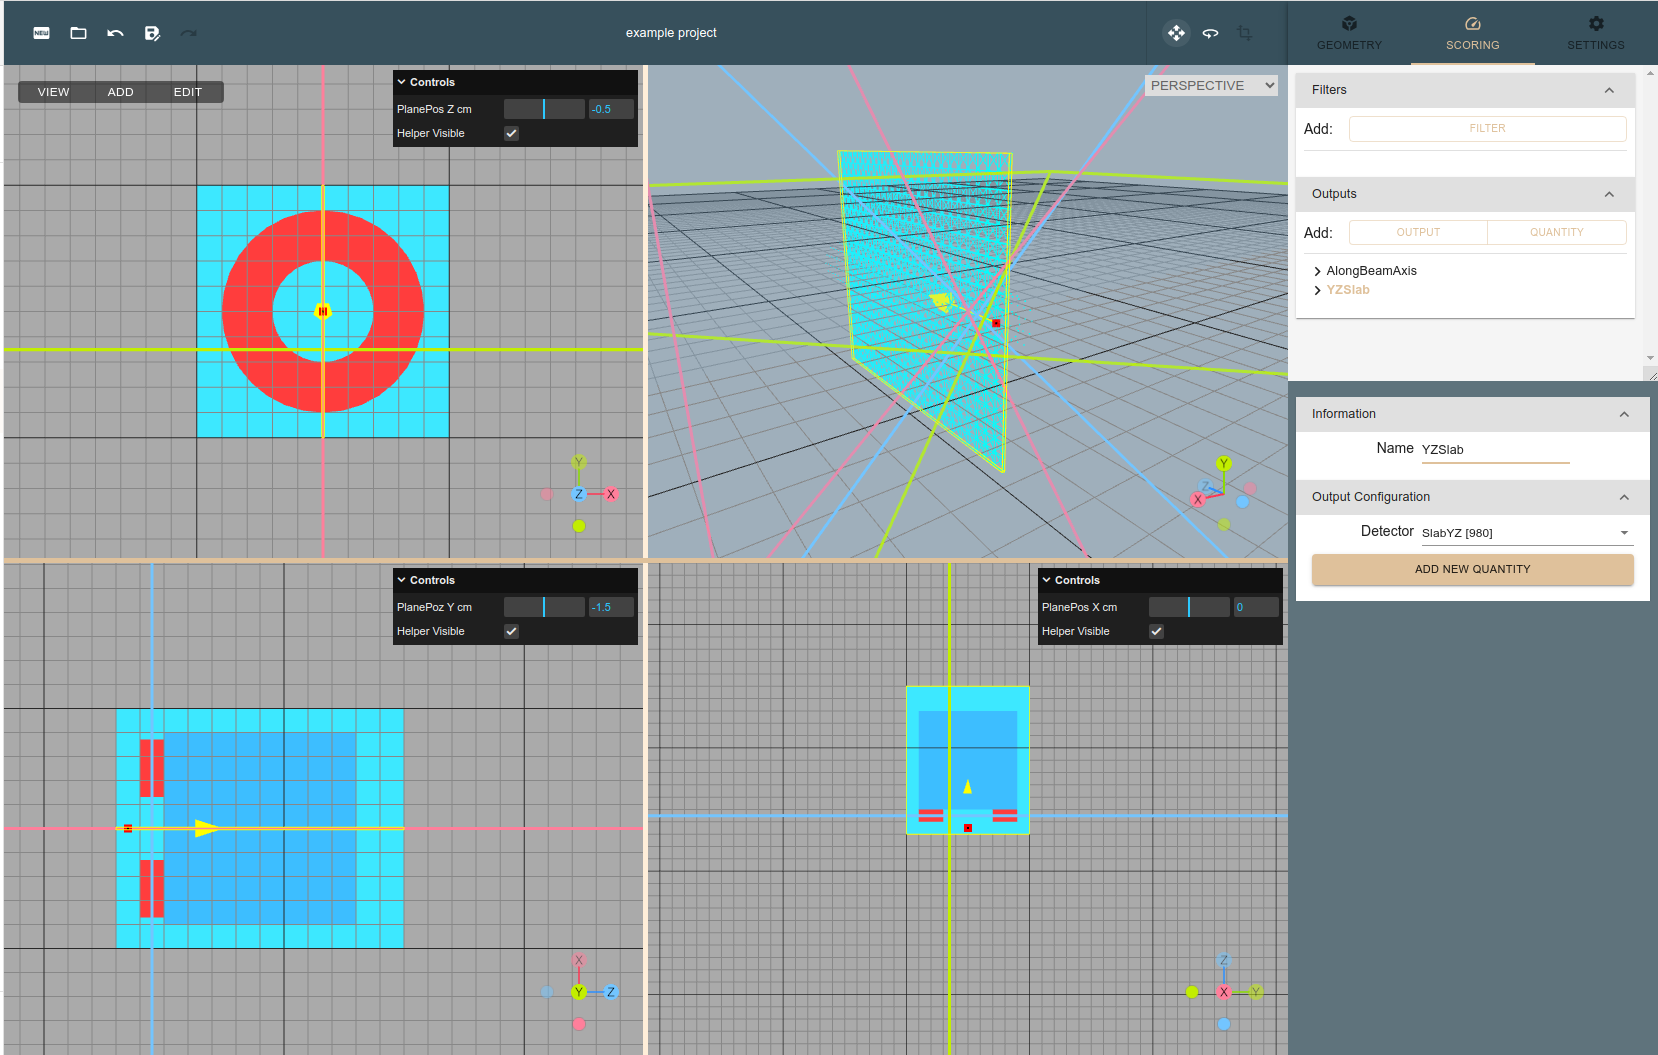 NEW
example project
GEOMETRY
SCORING
SETTINGS
VIEW
ADD
EDIT
Controls
PlanePos Z cm
-0.5
Helper Visible
PERSPECTIVE
Y
Z
X
Y
Z
X
Controls
PlanePoz Y cm
-1.5
Helper Visible
X
Y
Z
Controls
PlanePos X cm
0
Helper Visible
Z
X
Y
Filters
Add:
FILTER
Outputs
Add:
OUTPUT
QUANTITY
AlongBeamAxis
YZSlab
Information
Name
YZSlab
Output Configuration
Detector
SlabYZ [980]
ADD NEW QUANTITY